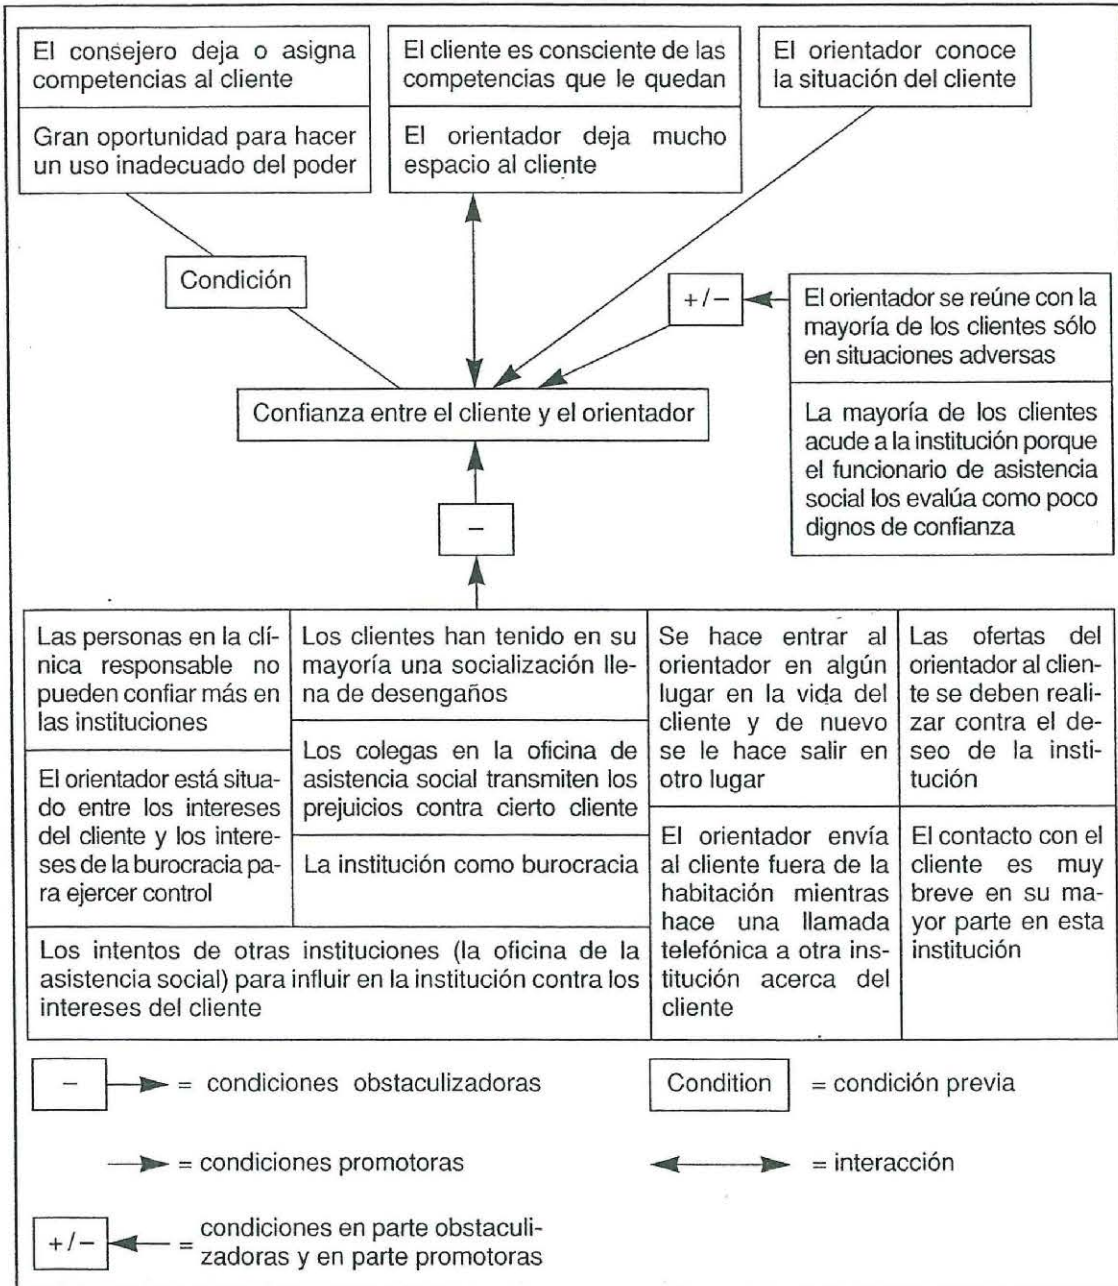 El consejero deja o asigna
competencias al cliente
Gran oportunidad para hacer
un uso inadecuado del poder
El cliente es consciente de las
competencias que le quedan
El orientador deja mucho
espacio al cliente
El orientador conoce
la situación del cliente
Condición
+/–
El orientador se reúne con la
mayoría de los clientes sólo
en situaciones adversas
La mayoría de los clientes
acude a la institución porque
el funcionario de asistencia
social los evalúa como poco
dignos de confianza
Confianza entre el cliente y el orientador
–
Las personas en la clí-
nica responsable no
pueden confiar más en
las instituciones
El orientador está situa-
do entre los intereses
del cliente y los intere-
ses de la burocracia pa-
ra ejercer control
Los clientes han tenido en su
mayoría una socialización lle-
na de desengaños
Los colegas en la oficina de
asistencia social transmiten los
prejuicios contra cierto cliente
La institución como burocracia
Los intentos de otras instituciones (la oficina de la
asistencia social) para influir en la institución contra los
intereses del cliente
Se hace entrar al
orientador en algún
lugar en la vida del
cliente y de nuevo
se le hace salir en
otro lugar
El orientador envía
al cliente fuera de la
habitación mientras
hace una llamada
telefónica a otra ins-
titución acerca del
cliente
Las ofertas del
orientador al clien-
te se deben reali-
zar contra el de-
seo de la insti-
tución
El contacto con el
cliente es muy
breve en su ma-
yor parte en esta
institución
– = condiciones obstaculizadoras
Condition = condición previa
= condiciones promotoras
= interacción
+/– = condiciones en parte obstaculi-
zadoras y en parte promotoras